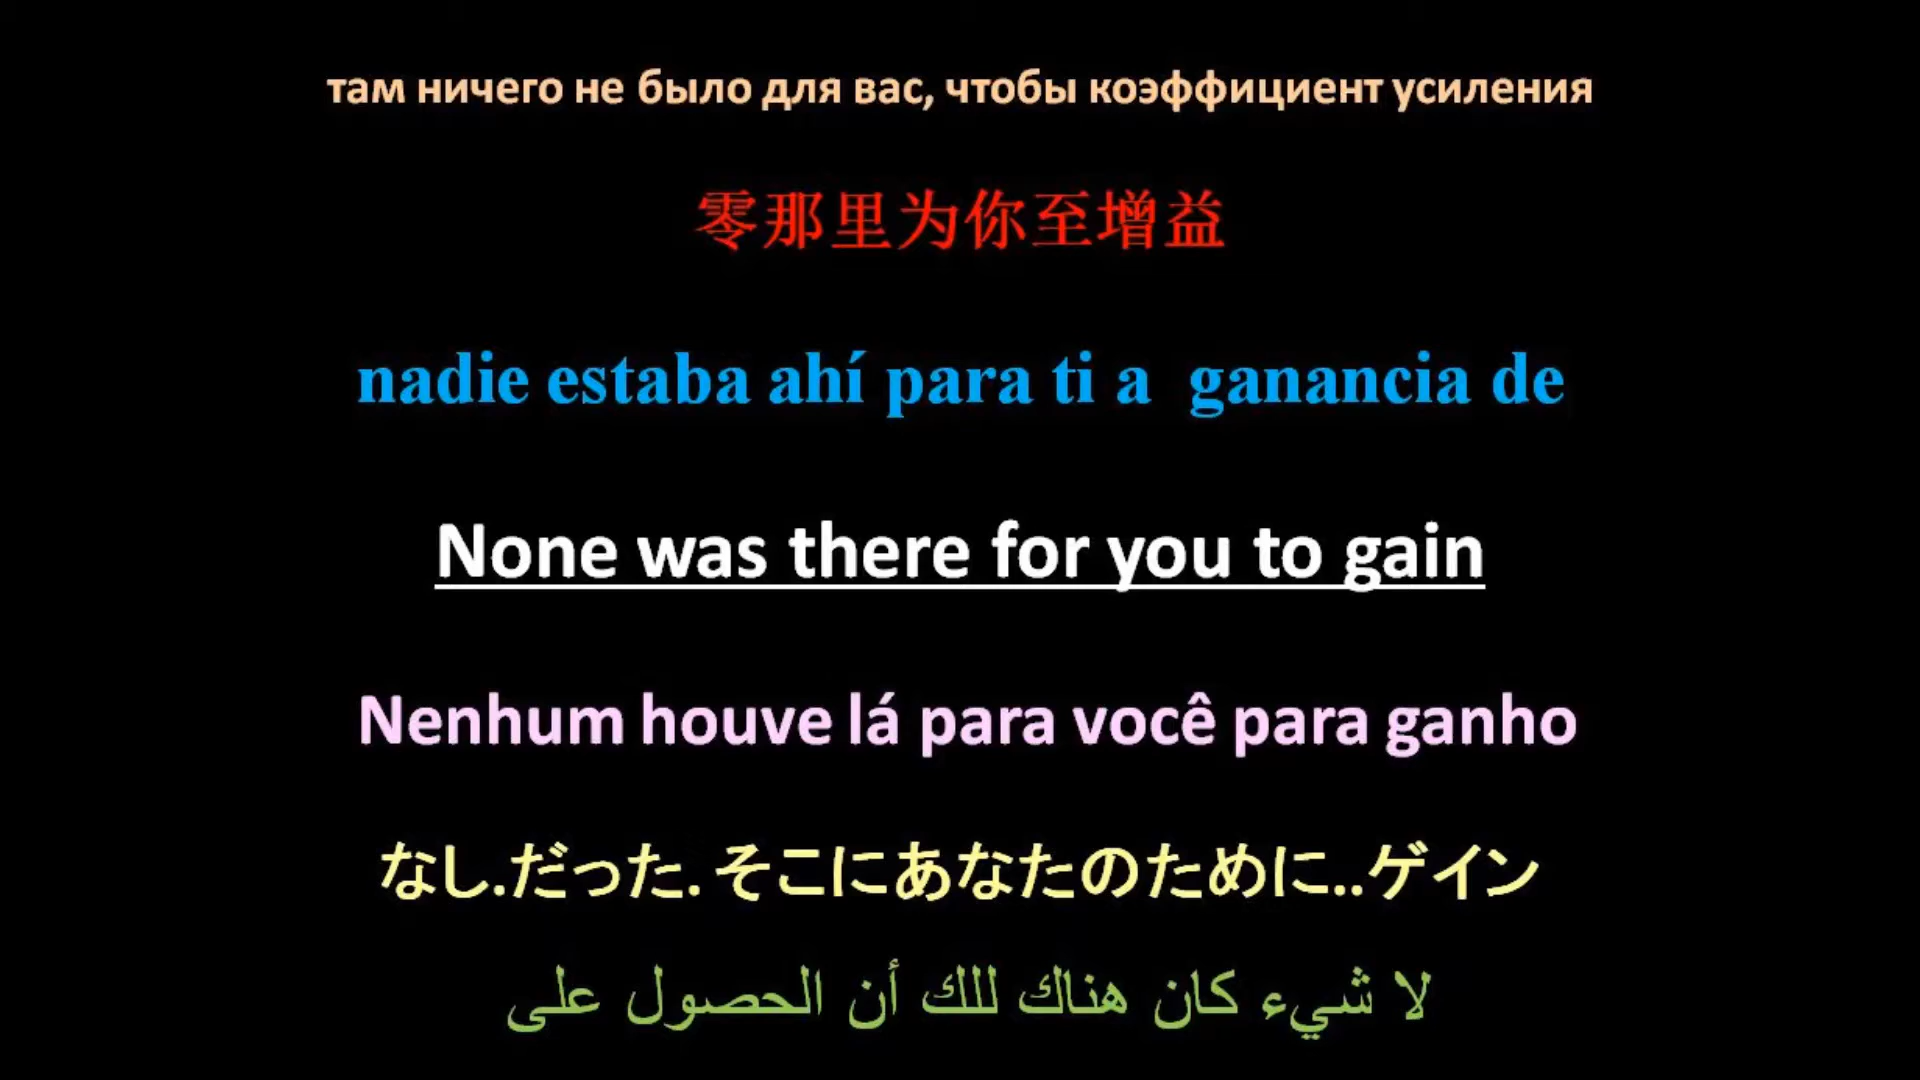 там ничего не было для вас, чтобы коэффициент усиления
零那里为你至增益
nadie estaba ahí para ti a  ganancia de
None was there for you to gain
Nenhum houve lá para você para ganho
なし.だった. そこにあなたのために..ゲイン
لا شيء كان هناك للك أن الحصول على